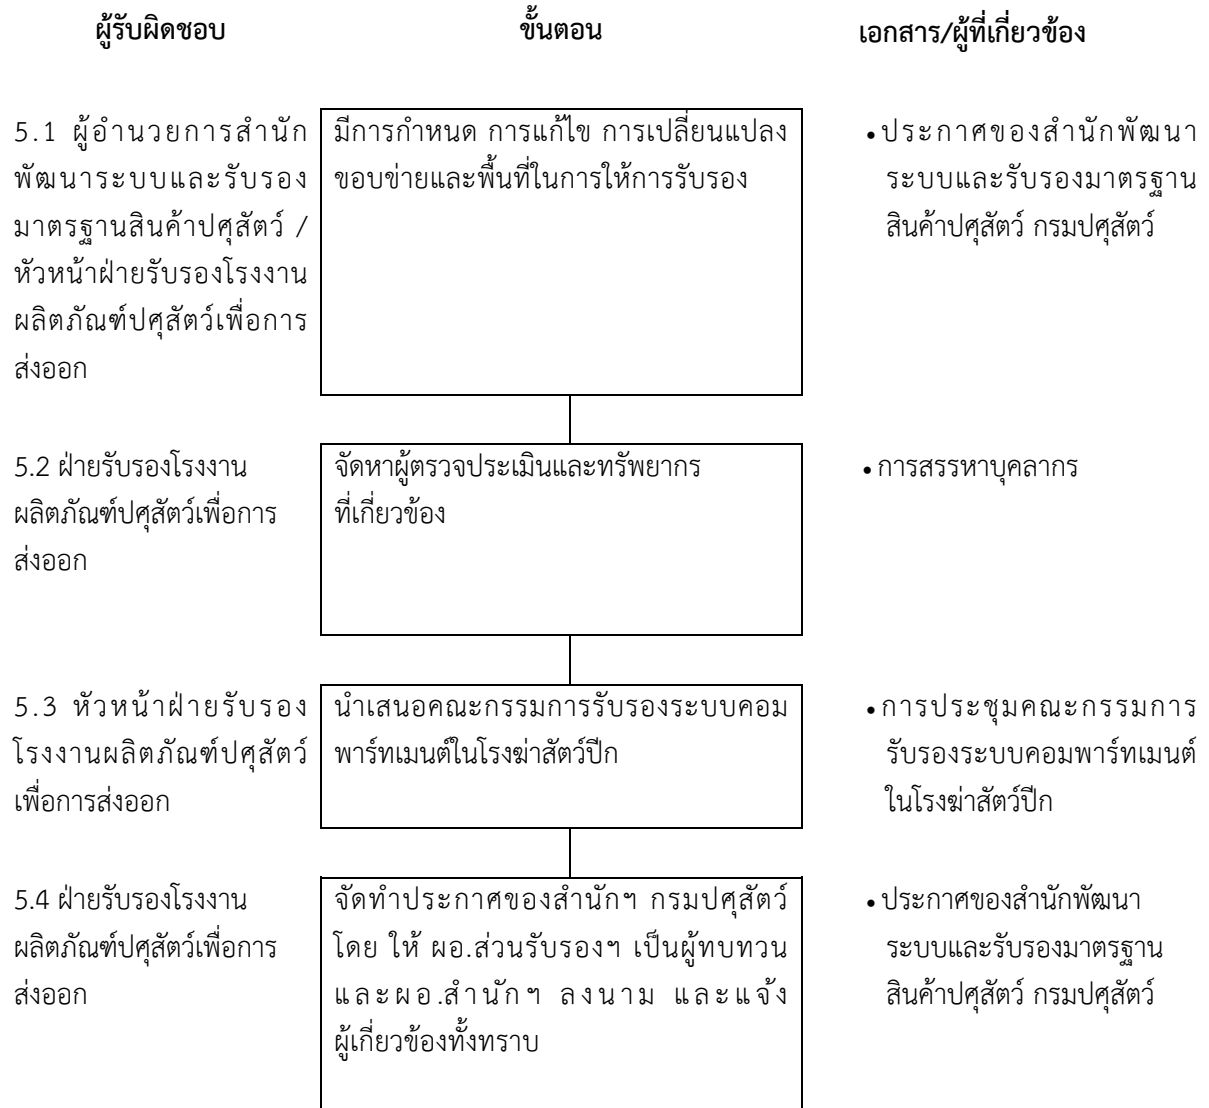 ผู้รับผิดชอบ
ขั้นตอน
เอกสาร/ผู้ที่เกี่ยวข้อง
5.1 ผู้อำนวยการสำนัก
พัฒนาระบบและรับรอง
มาตรฐานสินค้าปศุสัตว์ /
หัวหน้าฝ่ายรับรองโรงงาน
ผลิตภัณฑ์ปศุสัตว์เพื่อการ
ส่งออก
มีการกำหนด การแก้ไข การเปลี่ยนแปลง
ขอบข่ายและพื้นที่ในการให้การรับรอง
• ประกาศของสำนักพัฒนา
ระบบและรับรองมาตรฐาน
สินค้าปศุสัตว์ กรมปศุสัตว์
5.2 ฝ่ายรับรองโรงงาน
ผลิตภัณฑ์ปศุสัตว์เพื่อการ
ส่งออก
จัดหาผู้ตรวจประเมินและทรัพยากร
ที่เกี่ยวข้อง
• การสรรหาบุคลากร
5.3 หัวหน้าฝ่ายรับรอง
โรงงานผลิตภัณฑ์ปศุสัตว์
เพื่อการส่งออก
นำเสนอคณะกรรมการรับรองระบบคอม
พาร์ทเมนต์ในโรงฆ่าสัตว์ปีก
• การประชุมคณะกรรมการ
รับรองระบบคอมพาร์ทเมนต์
ในโรงฆ่าสัตว์ปีก
5.4 ฝ่ายรับรองโรงงาน
ผลิตภัณฑ์ปศุสัตว์เพื่อการ
ส่งออก
จัดทำประกาศของสำนักฯ กรมปศุสัตว์
โดย ให้ ผอ.ส่วนรับรองฯ เป็นผู้ทบทวน
และผอ.สำนักฯ ลงนาม และแจ้ง
ผู้เกี่ยวข้องทั้งทราบ
• ประกาศของสำนักพัฒนา
ระบบและรับรองมาตรฐาน
สินค้าปศุสัตว์ กรมปศุสัตว์